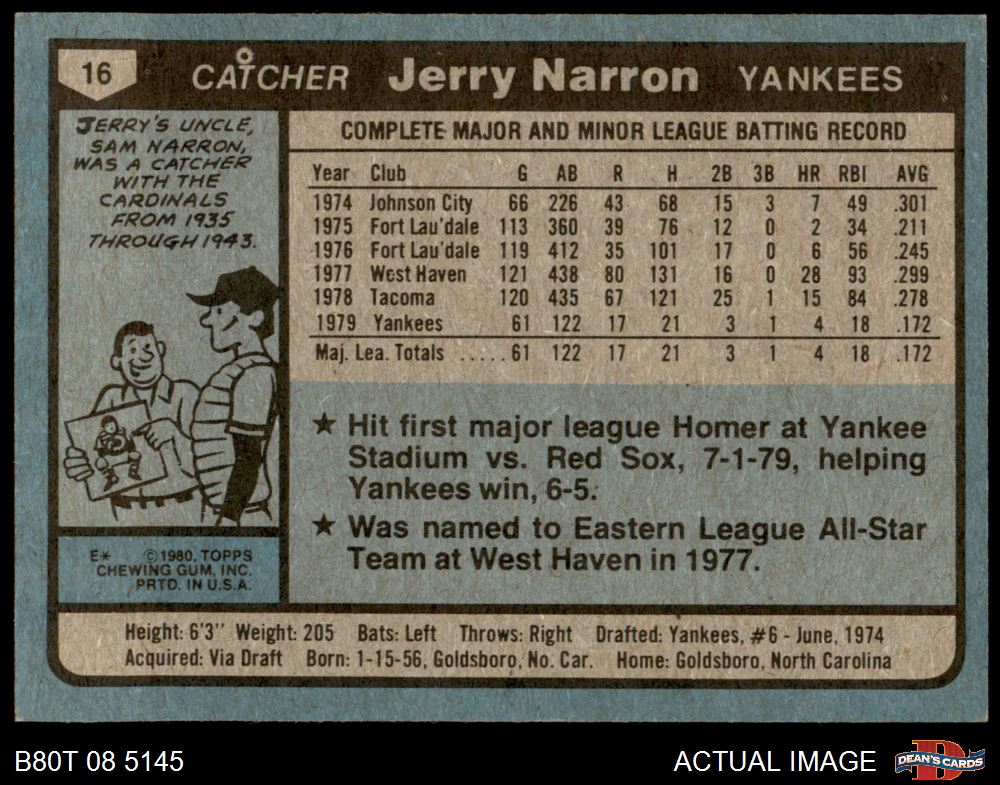 16
CATCHER Jerry Narron YANKEES
JERRY'S UNCLE,
SAM NARRON,
WAS A CATCHER
WITH THE
CARDINALS
FROM 1935
THROUGH 1943.
COMPLETE MAJOR AND MINOR LEAGUE BATTING RECORD
Year Club G AB R H 2B 3B HR RBI AVG
1974 Johnson City 66 226 43 68 15 3 7 49 .301
1975 Fort Lau'dale 113 360 39 76 12 0 2 34 .211
1976 Fort Lau'dale 119 412 35 101 17 0 6 56 .245
1977 West Haven 121 438 80 131 16 0 28 93 .299
1978 Tacoma 120 435 67 121 25 1 15 84 .278
1979 Yankees 61 122 17 21 3 1 4 18 .172
Maj. Lea. Totals .....61 122 17 21 3 1 4 18 .172
★ Hit first major league Homer at Yankee
Stadium vs. Red Sox, 7-1-79, helping
Yankees win, 6-5.
★ Was named to Eastern League All-Star
Team at West Haven in 1977.
E* ©1980, TOPPS
CHEWING GUM, INC.
PRTD. IN U.S.A.
Height: 6'3" Weight: 205 Bats: Left Throws: Right Drafted: Yankees, #6 - June, 1974
Acquired: Via Draft Born: 1-15-56, Goldsboro, No. Car. Home: Goldsboro, North Carolina
B80T 08 5145
ACTUAL IMAGE
D
DEAN'S CARDS